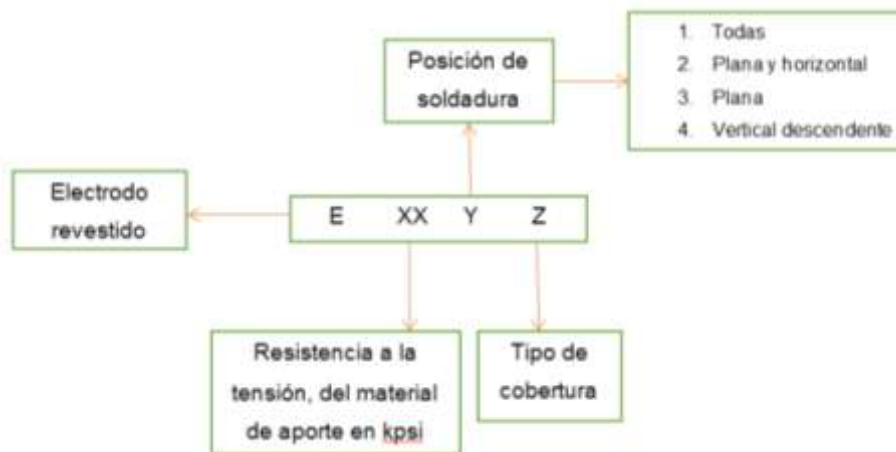 Posición de
soldadura
1. Todas
2. Plana y horizontal
3. Plana
4. Vertical descendente
Electrodo
revestido
E XX Y Z
Resistencia a la
tensión, del material
de aporte en kpsi
Tipo de
cobertura